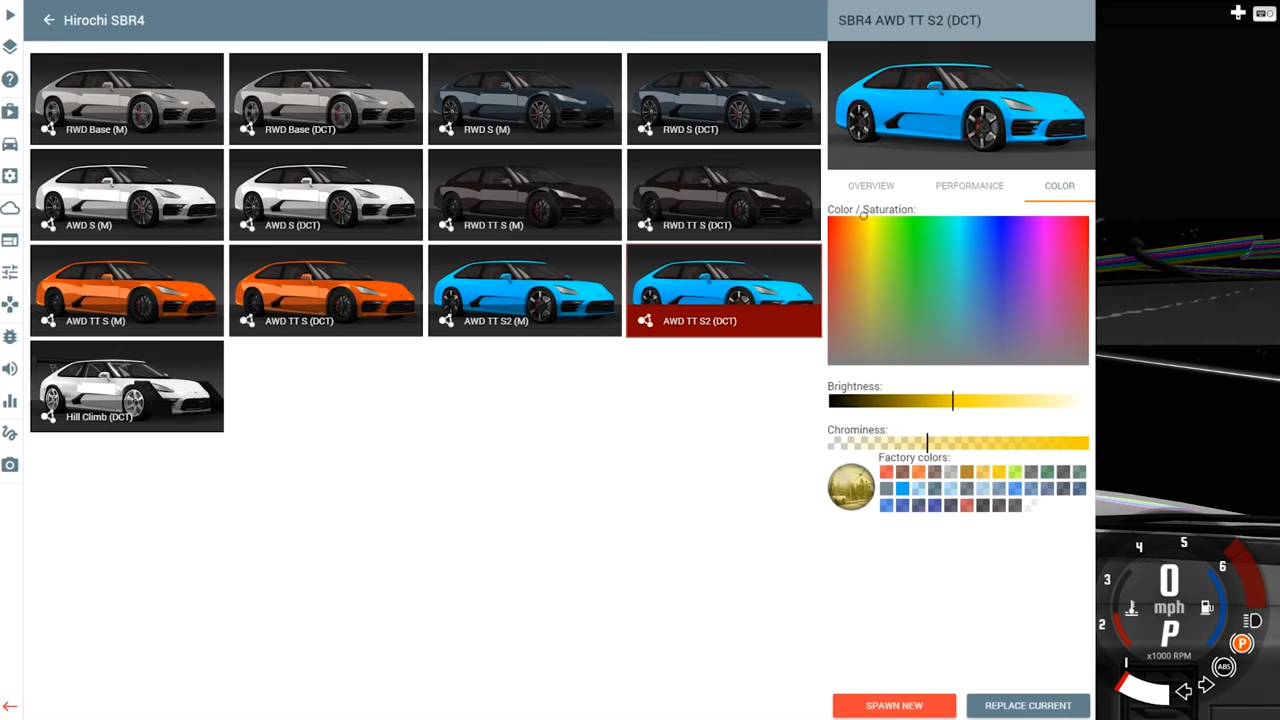 Hirochi SBR4
SBR4 AWD TT S2 (DCT)
RWD Base (M)
RWD Base (DCT)
RWD S (M)
RWD S (DCT)
AWD S (M)
AWD S (DCT)
RWD TT S (M)
RWD TT S (DCT)
AWD TT S (M)
AWD TT S (DCT)
AWD TT S2 (M)
AWD TT S2 (DCT)
Hill Climb (DCT)
OVERVIEW PERFORMANCE COLOR
Color / Saturation:
Brightness:
Chrominess:
Factory colors:
SPAWN NEW REPLACE CURRENT
1
2
3
4
5
6
0
mph
P
x1000 RPM
P
ABS